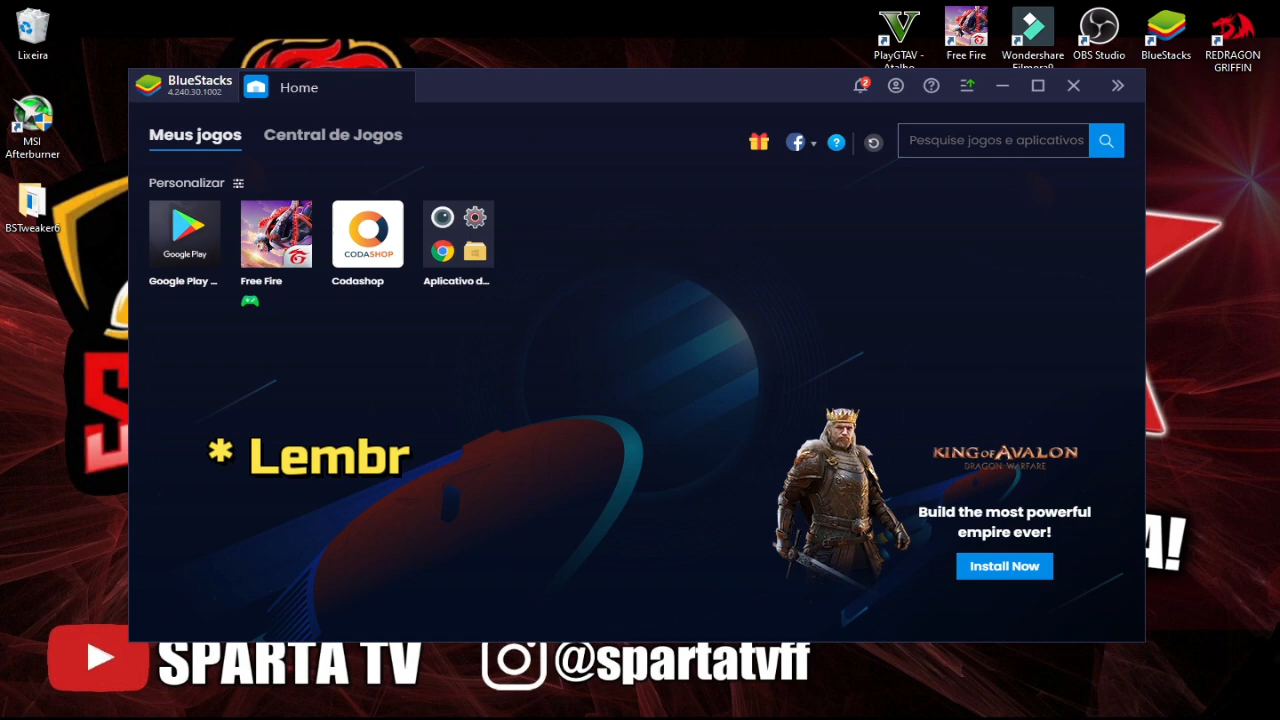 Lixeira
PlayGTAV -
Atalho
Free Fire
Wondershare
Filmora9
OBS Studio
BlueStacks
REDRAGON
GRIFFIN
MSI
Afterburner
BSTweaker6
BlueStacks
4.240.30.1002
Home
2
Meus jogos
Central de Jogos
Pesquise jogos e aplicativos
Personalizar
Google Play
CODASHOP
Google Play ...
Free Fire
Codashop
Aplicativo d...
* Lembr
KING OF AVALON
DRAGON WARFARE
Build the most powerful
empire ever!
Install Now
A!
SPARTA TV
@spartatvff